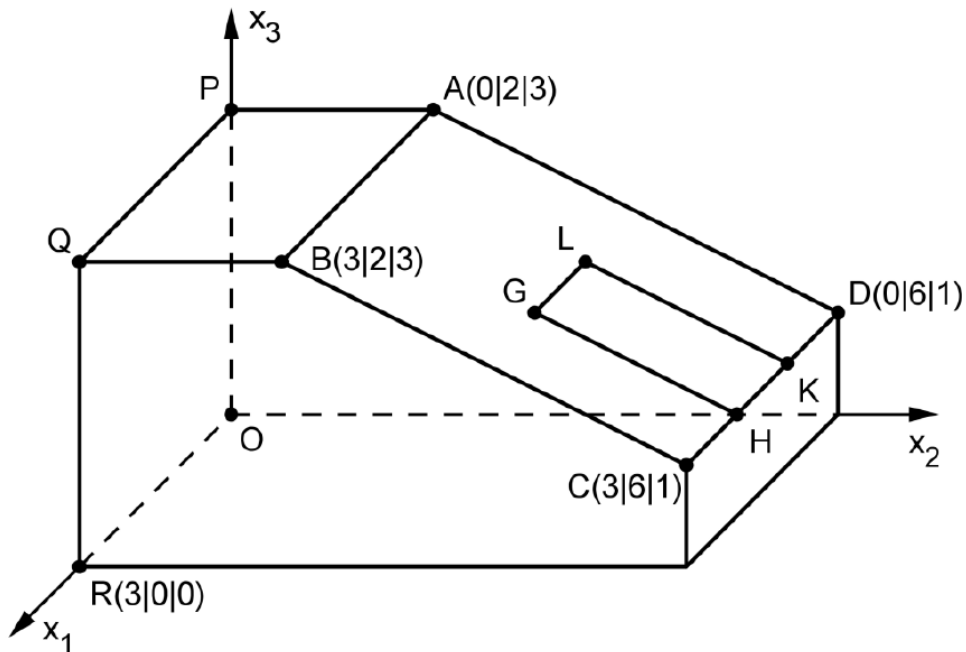 x₃
P
A(0|2|3)
Q
B(3|2|3)
L
G
D(0|6|1)
K
O
H
x₂
C(3|6|1)
R(3|0|0)
x₁